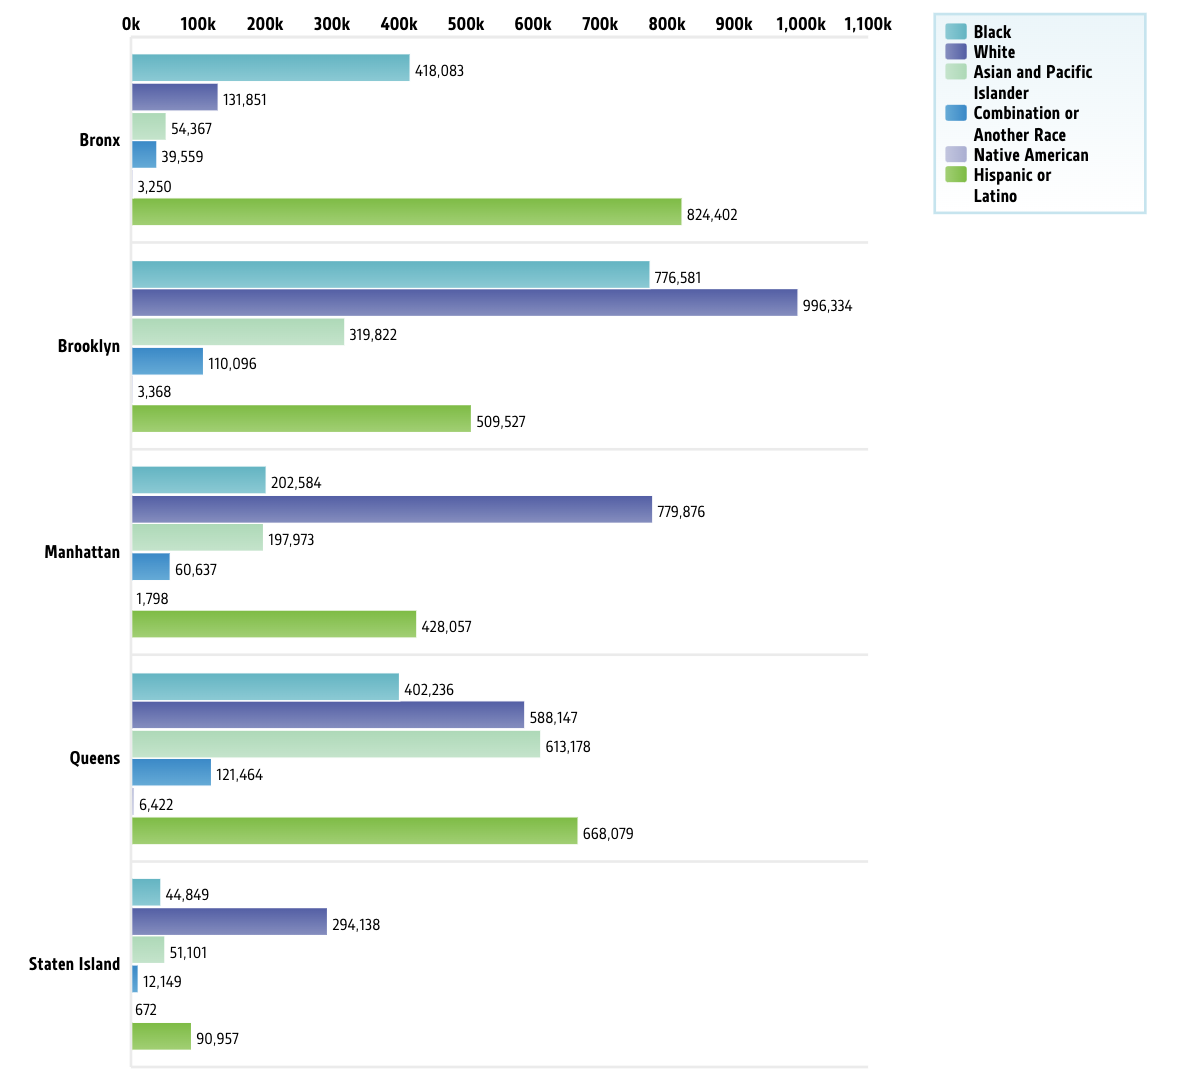 0k 100k 200k 300k 400k 500k 600k 700k 800k 900k 1,000k 1,100k
Black
White
Asian and Pacific
Islander
Combination or
Another Race
Native American
Hispanic or
Latino
Bronx
418,083
131,851
54,367
39,559
3,250
824,402
Brooklyn
776,581
996,334
319,822
110,096
3,368
509,527
Manhattan
202,584
779,876
197,973
60,637
1,798
428,057
Queens
402,236
588,147
613,178
121,464
6,422
668,079
Staten Island
44,849
294,138
51,101
12,149
672
90,957